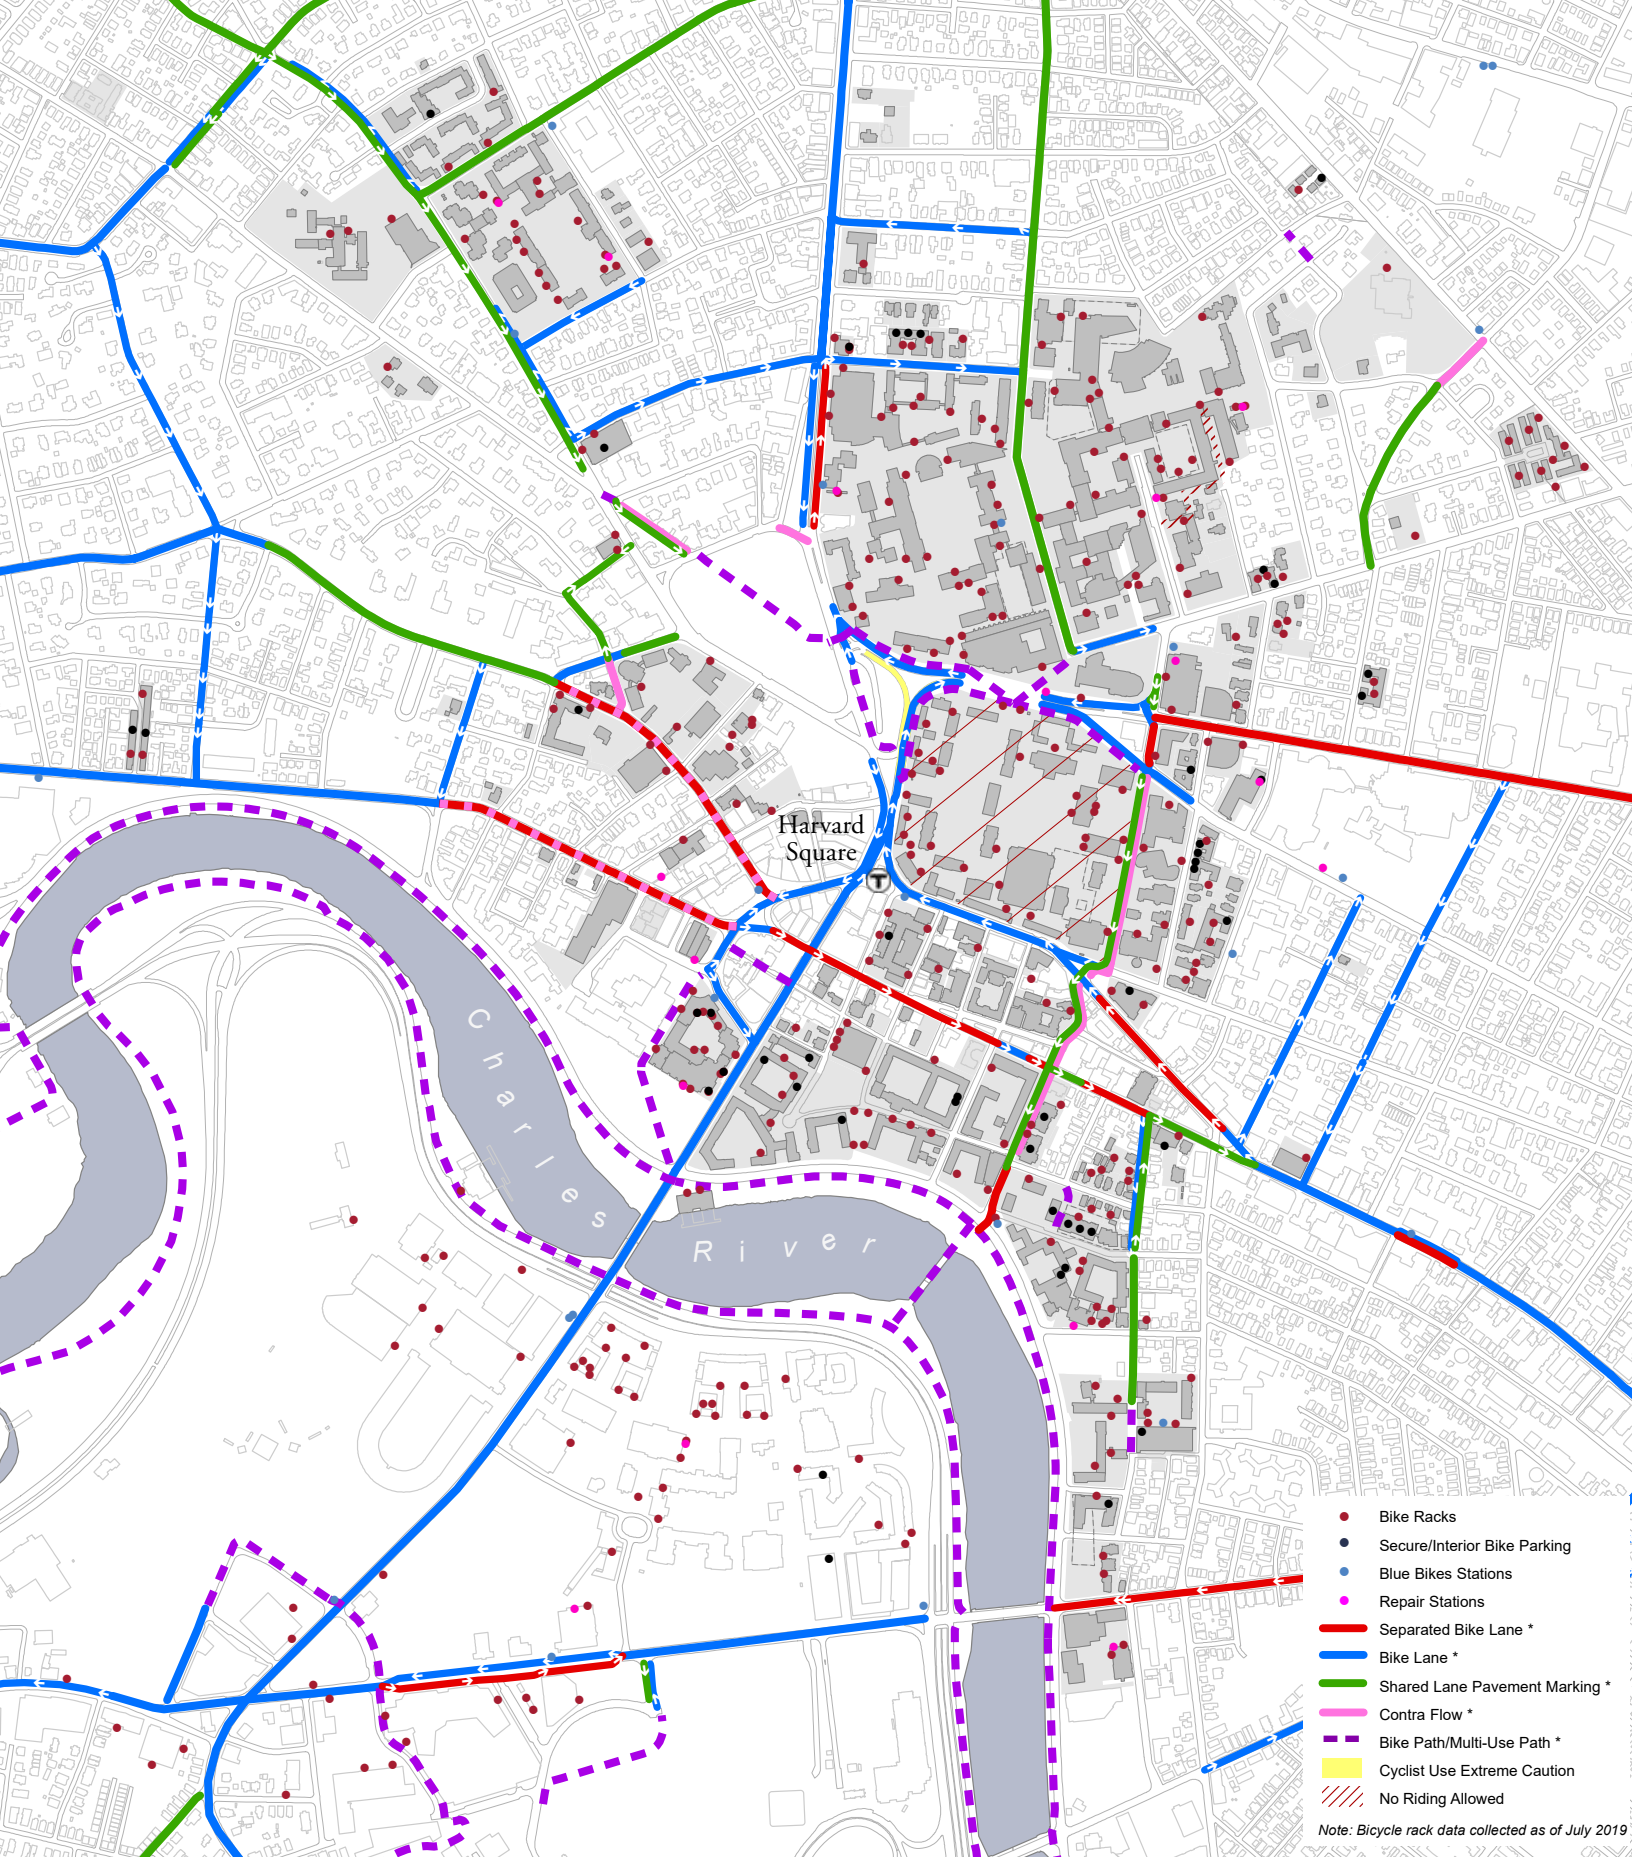 Harvard
Square
T
Charles
River
Bike Racks
Secure/Interior Bike Parking
Blue Bikes Stations
Repair Stations
Separated Bike Lane *
Bike Lane *
Shared Lane Pavement Marking *
Contra Flow *
Bike Path/Multi-Use Path *
Cyclist Use Extreme Caution
No Riding Allowed
Note: Bicycle rack data collected as of July 2019